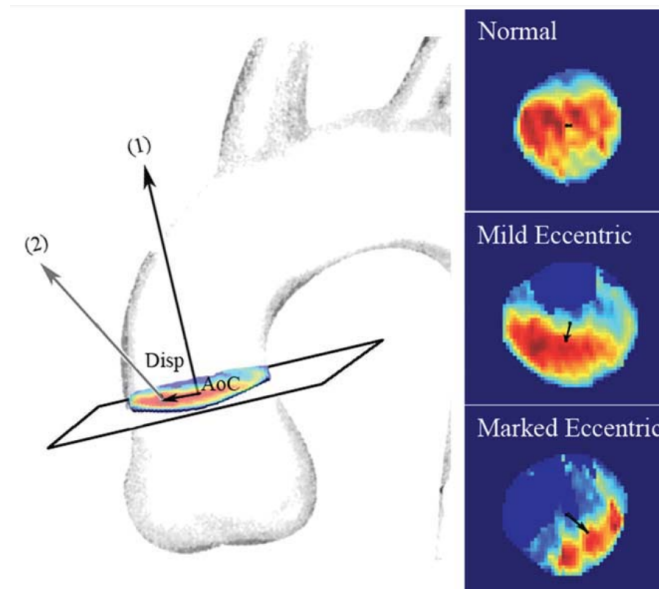 (1)
(2)
Disp
AoC
Normal
Mild Eccentric
Marked Eccentric